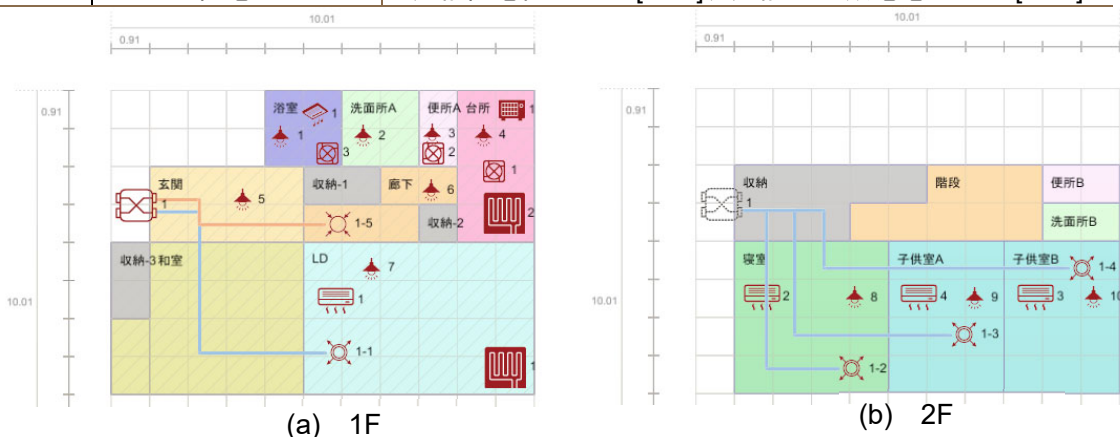 10.01
0.91
0.91
10.01
浴室 1 洗面所A 便所A 台所 1
1 2 3 4
3 2 1
玄関 収納-1 廊下
1 5 6 2
1-5 収納-2
収納-3 和室 LD
7
1
1-1
1
(a) 1F
10.01
0.91
0.91
10.01
収納 階段 便所B
1
洗面所B
寝室 子供室A 子供室B 1-4
2 8 4 9 3 10
1-3
1-2
(b) 2F